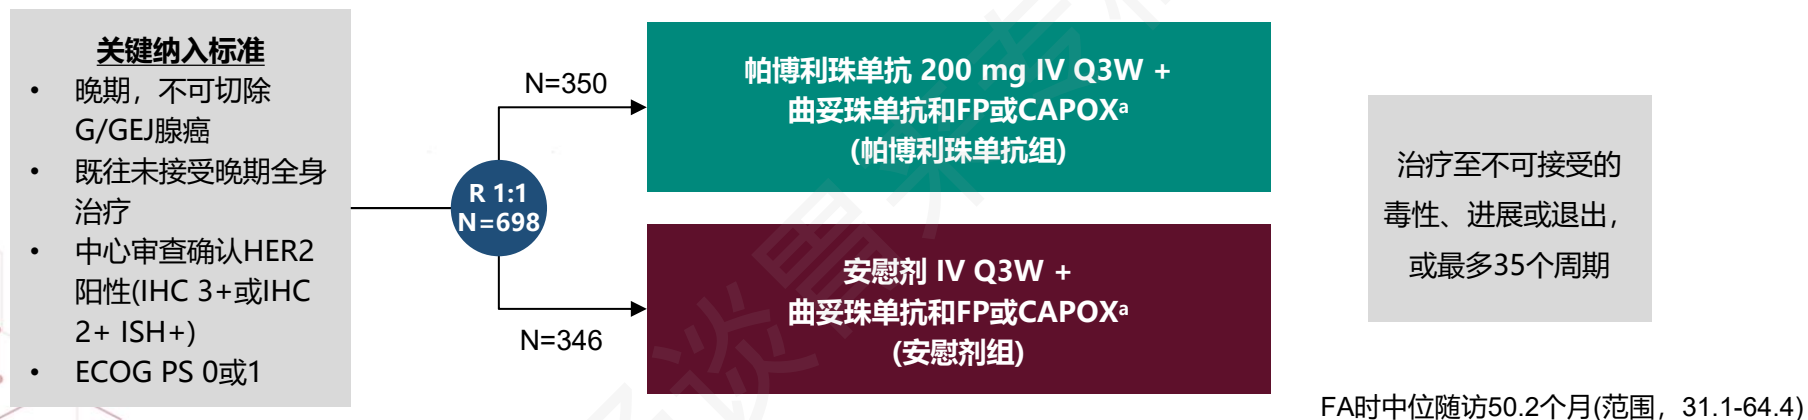 关键纳入标准
• 晚期，不可切除
G/GEJ腺癌
• 既往未接受晚期全身
治疗
• 中心审查确认HER2
阳性(IHC 3+或IHC
2+ ISH+)
• ECOG PS 0或1
R 1:1
N=698
N=350
帕博利珠单抗 200 mg IV Q3W +
曲妥珠单抗和FP或CAPOXᵃ
(帕博利珠单抗组)
N=346
安慰剂 IV Q3W +
曲妥珠单抗和FP或CAPOXᵃ
(安慰剂组)
治疗至不可接受的
毒性、进展或退出，
或最多35个周期
FA时中位随访50.2个月(范围，31.1-64.4)